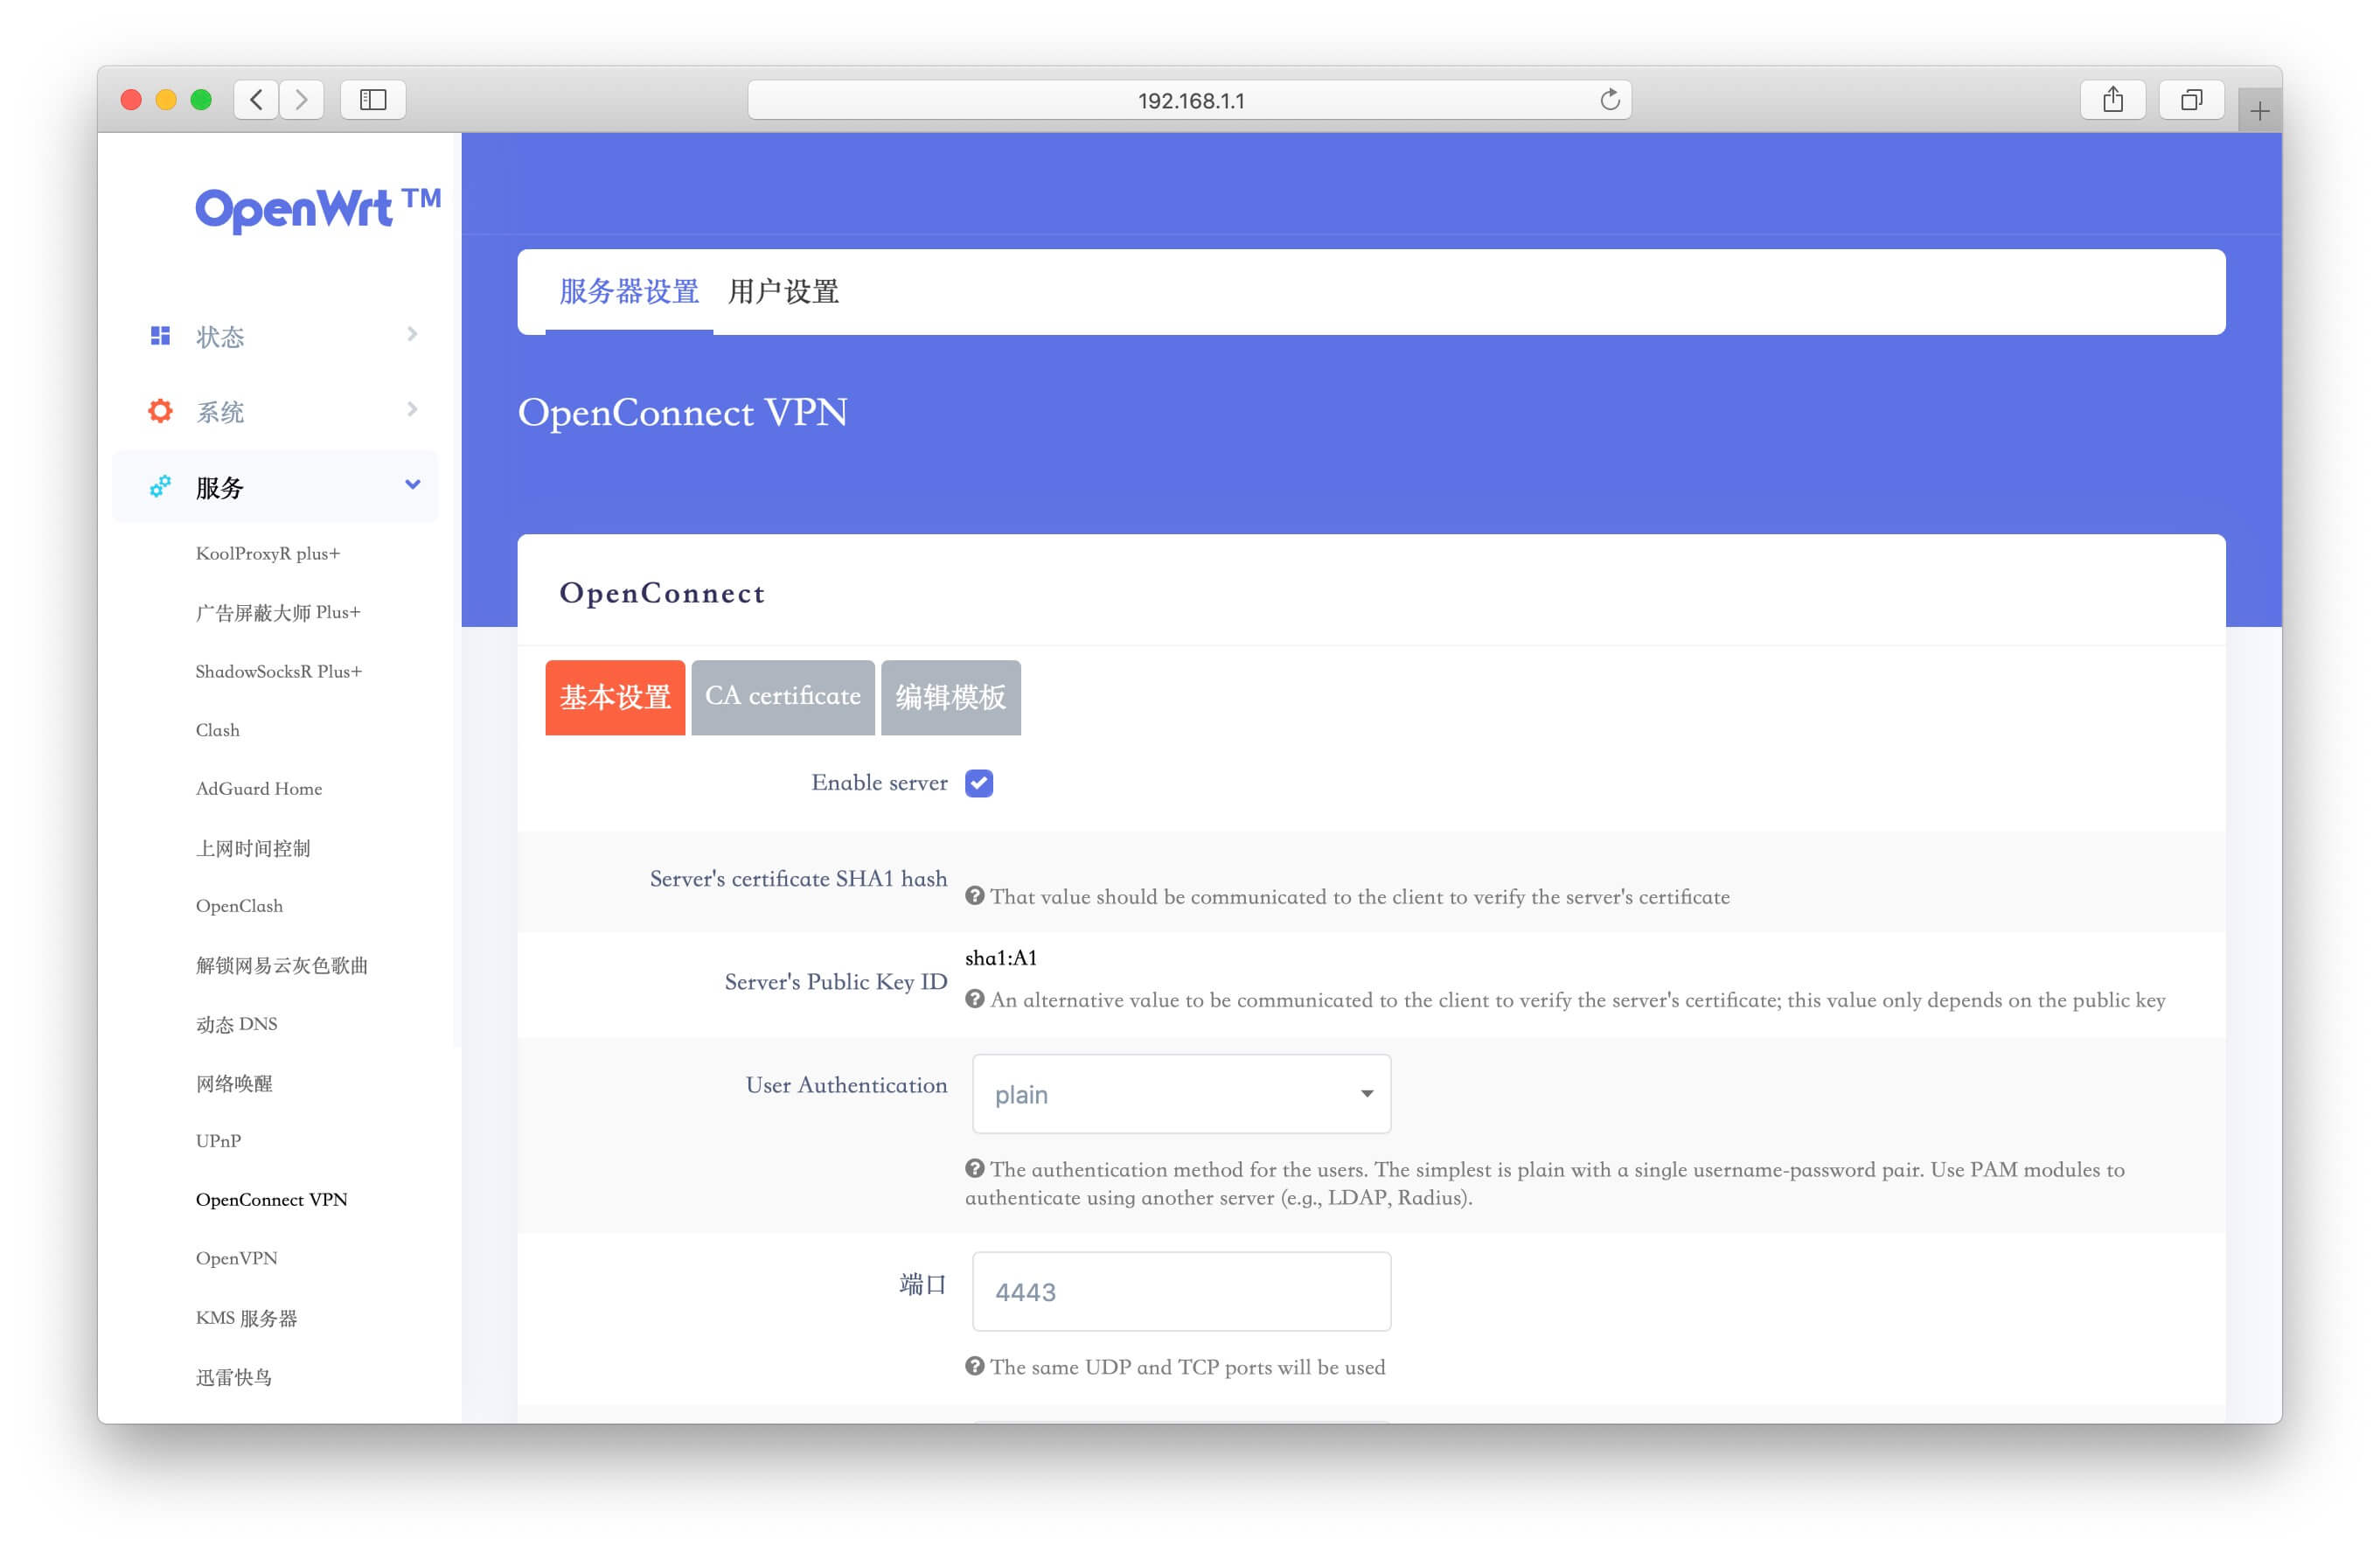 192.168.1.1
OpenWrt™
状态
系统
服务
KoolProxyR plus+
广告屏蔽大师 Plus+
ShadowSocksR Plus+
Clash
AdGuard Home
上网时间控制
OpenClash
解锁网易云灰色歌曲
动态 DNS
网络唤醒
UPnP
OpenConnect VPN
OpenVPN
KMS 服务器
迅雷快鸟
服务器设置 用户设置
OpenConnect VPN
OpenConnect
基本设置 CA certificate 编辑模板
Enable server
Server's certificate SHA1 hash
That value should be communicated to the client to verify the server's certificate
Server's Public Key ID
sha1:A1
An alternative value to be communicated to the client to verify the server's certificate; this value only depends on the public key
User Authentication
plain
The authentication method for the users. The simplest is plain with a single username-password pair. Use PAM modules to
authenticate using another server (e.g., LDAP, Radius).
端口
4443
The same UDP and TCP ports will be used